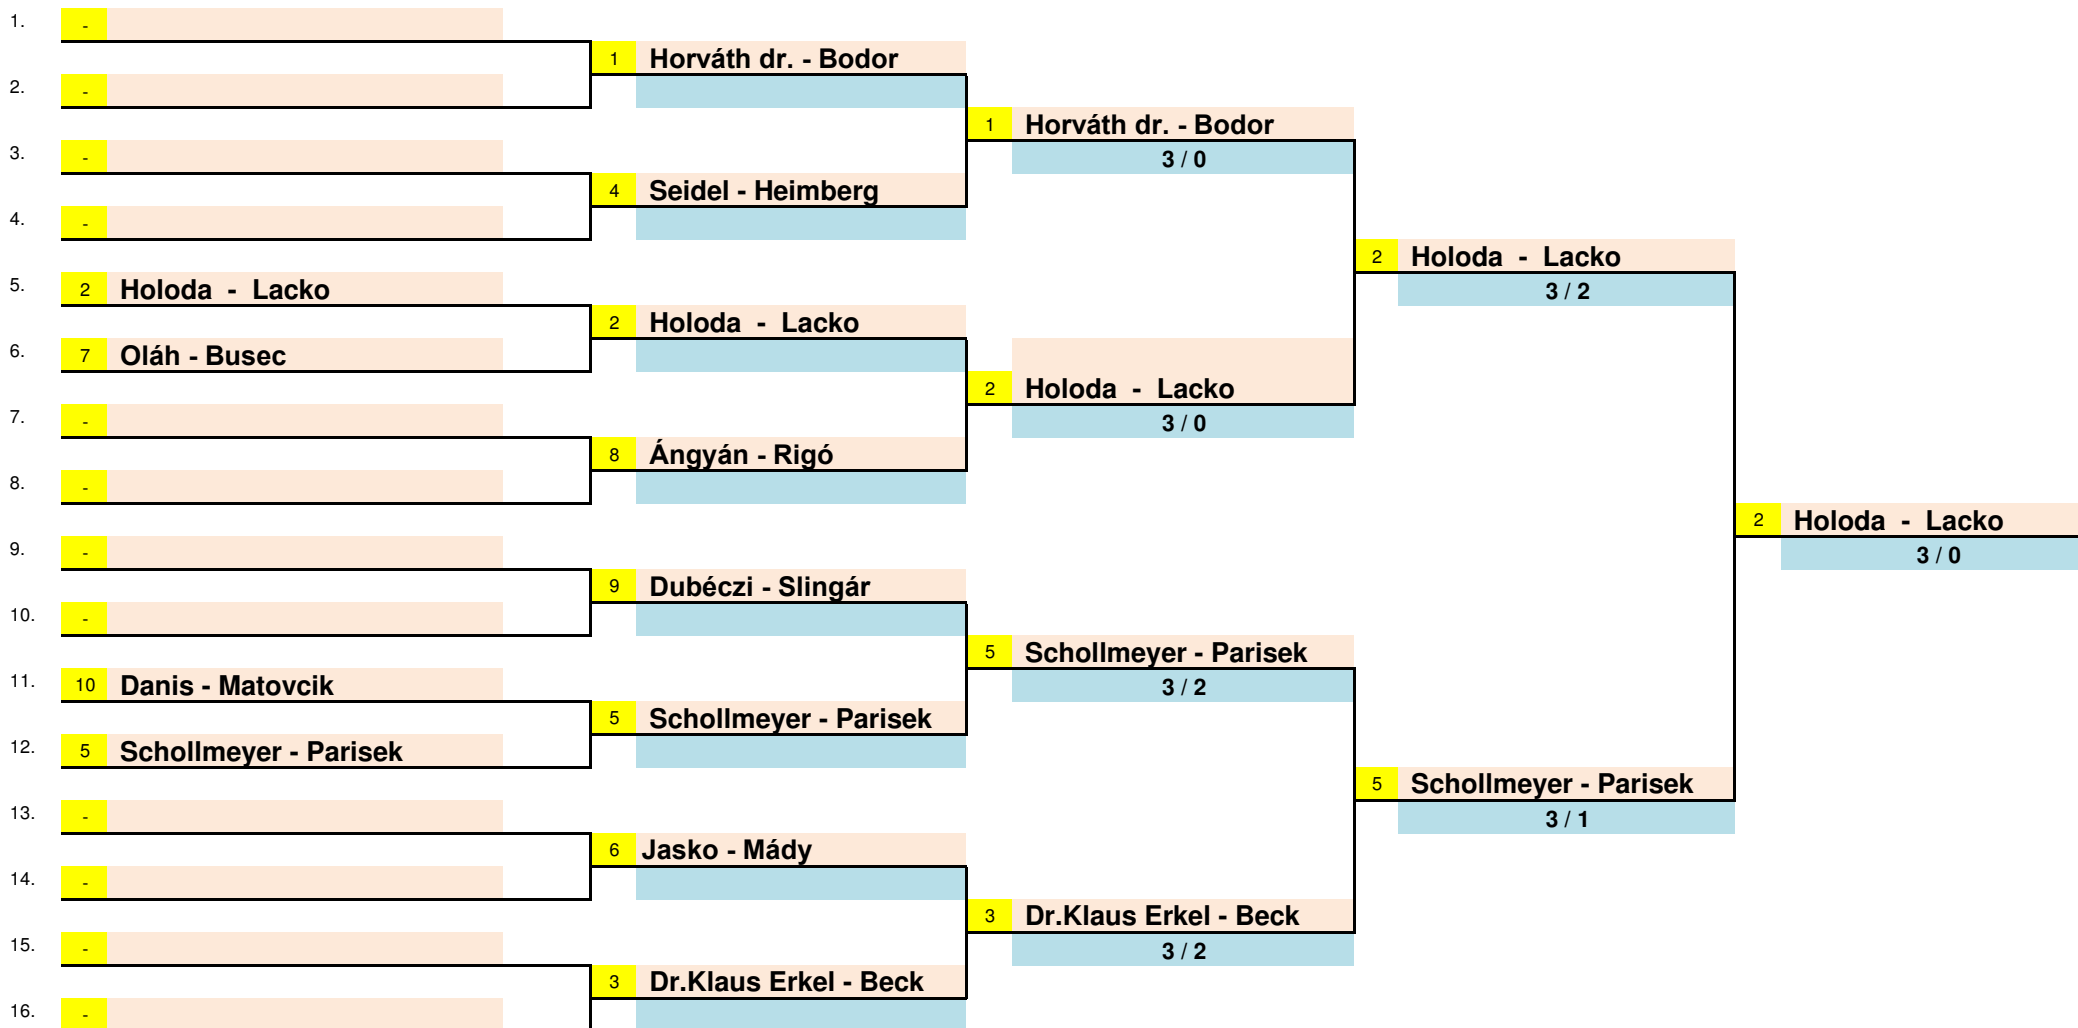 1. -
1 Horváth dr. - Bodor
2. -
1 Horváth dr. - Bodor
3. -
3 / 0
4 Seidel - Heimberg
4. -
2 Holoda - Lacko
5. 2 Holoda - Lacko
3 / 2
2 Holoda - Lacko
6. 7 Oláh - Busec
2 Holoda - Lacko
7. -
3 / 0
8 Ángyán - Rigó
8. -
2 Holoda - Lacko
9. -
3 / 0
9 Dubéczi - Slingár
10. -
5 Schollmeyer - Parisek
11. 10 Danis - Matovcik
3 / 2
5 Schollmeyer - Parisek
12. 5 Schollmeyer - Parisek
5 Schollmeyer - Parisek
13. -
3 / 1
6 Jasko - Mády
14. -
3 Dr.Klaus Erkel - Beck
15. -
3 / 2
3 Dr.Klaus Erkel - Beck
16. -